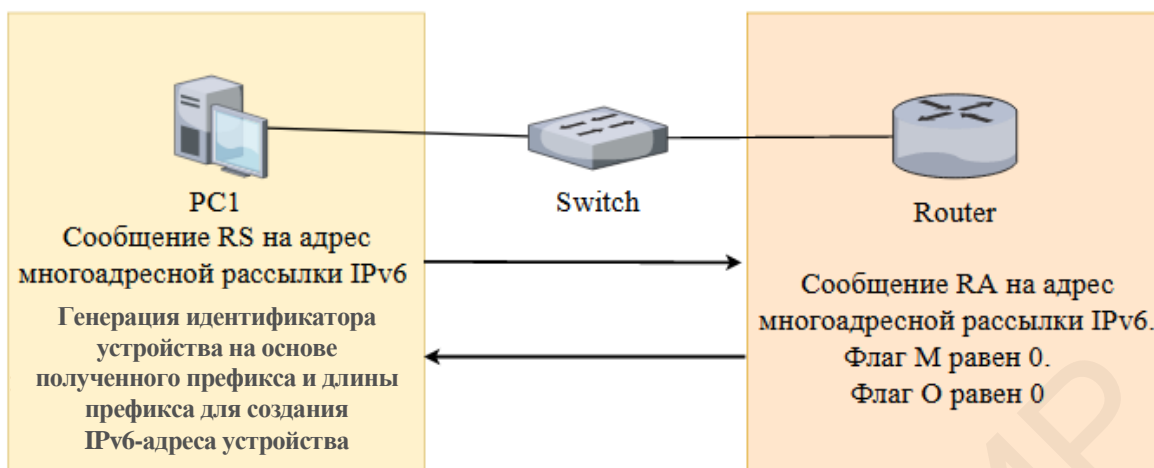 PC1
Сообщение RS на адрес
многоадресной рассылки IPv6
Генерация идентификатора
устройства на основе
полученного префикса и длины
префикса для создания
IPv6-адреса устройства
Switch
Router
Сообщение RA на адрес
многоадресной рассылки IPv6.
Флаг М равен 0.
Флаг О равен 0